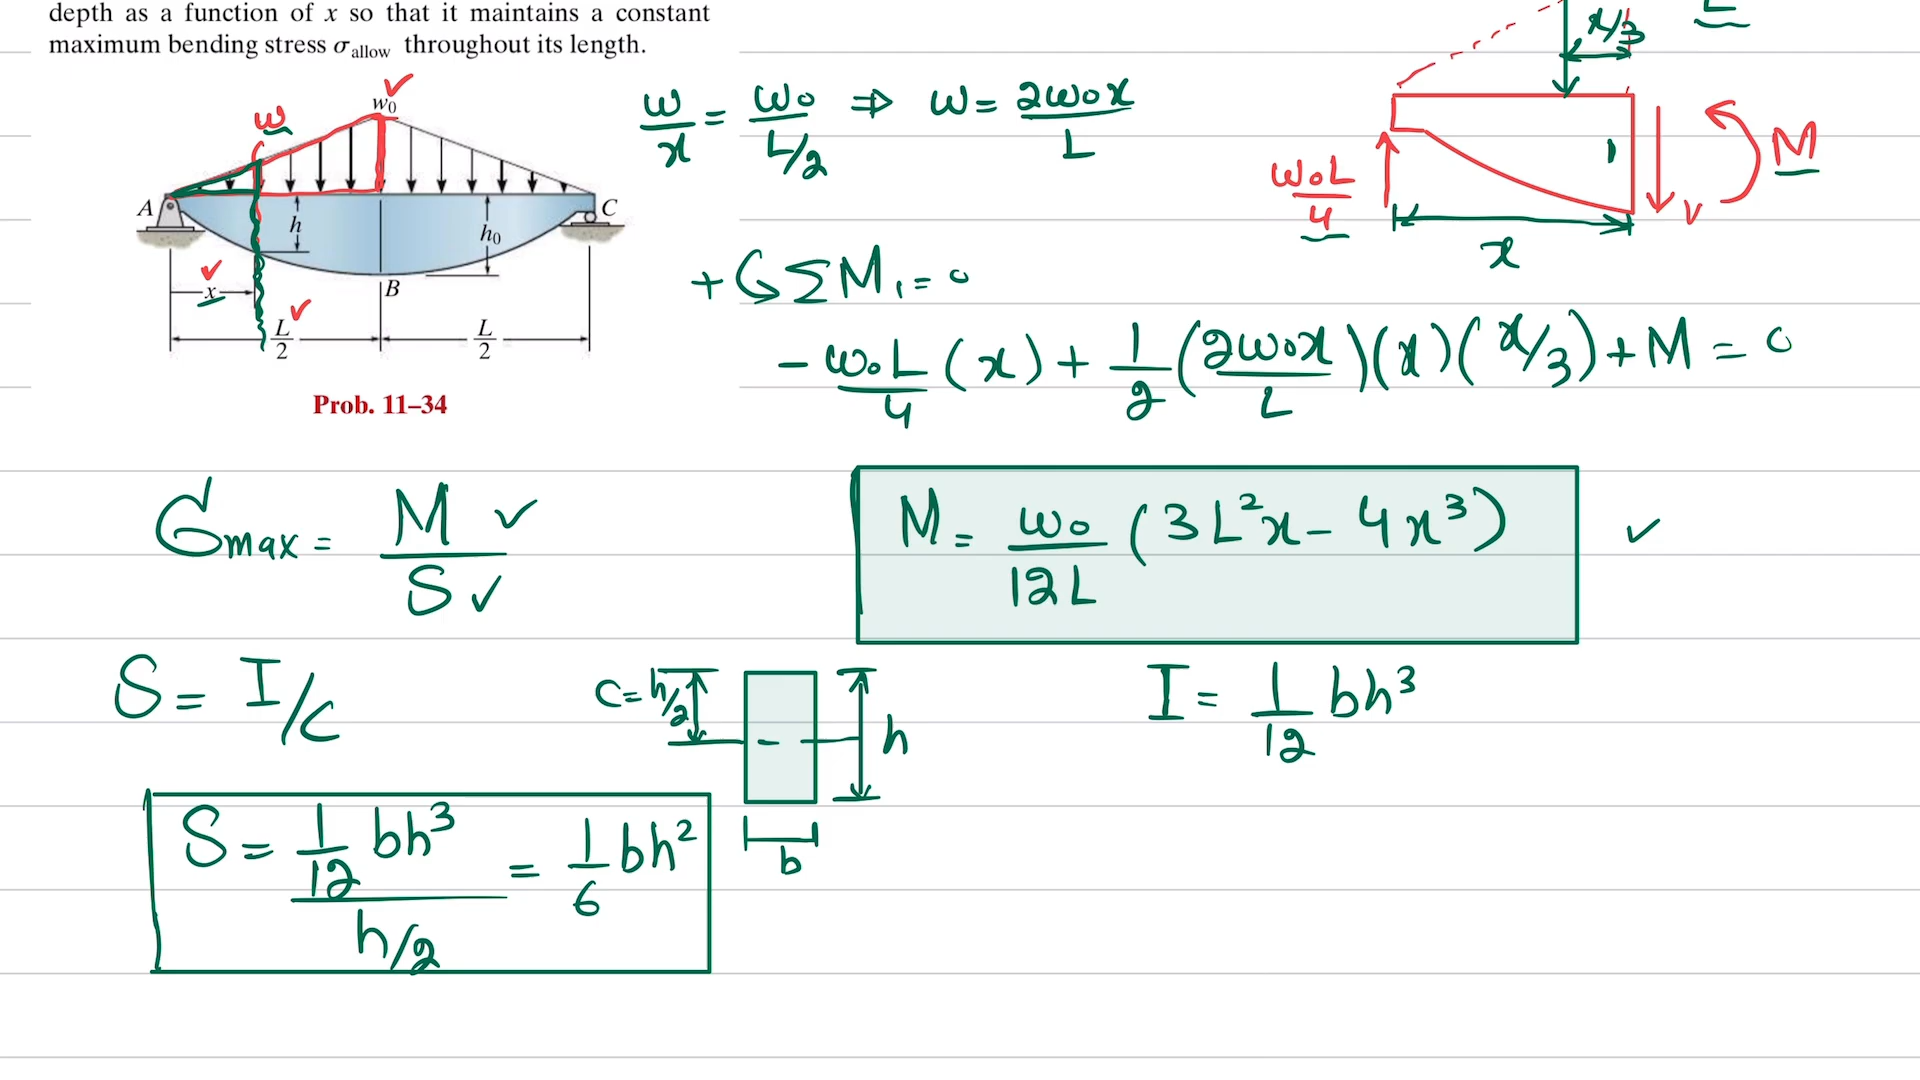 depth as a function of x so that it maintains a constant
maximum bending stress σ allow throughout its length.
w0
w
A
h
h0
C
x
B
L/2
L/2
Prob. 11–34
w/x = w0/(L/2) ⇒ w = 2w0x/L
x/3
w0L/4
1
V
M
x
+↺ΣM1 = 0
- w0L/4 (x) + 1/2 (2w0x/L)(x)(x/3) + M = 0
σmax = M/S
M = w0/12L (3L²x - 4x³)
S = I/c
c = h/2
h
b
I = 1/12 bh³
S = (1/12 bh³)/(h/2) = 1/6 bh²